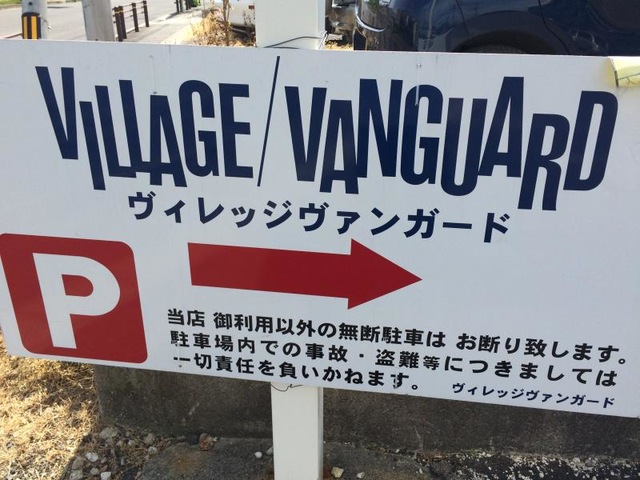 VILLAGE/VANGUARD
ヴィレッジヴァンガード
P
当店 御利用以外の無断駐車は お断り致します。
駐車場内での事故・盗難等につきましては
一切責任を負いかねます。 ヴィレッジヴァンガード